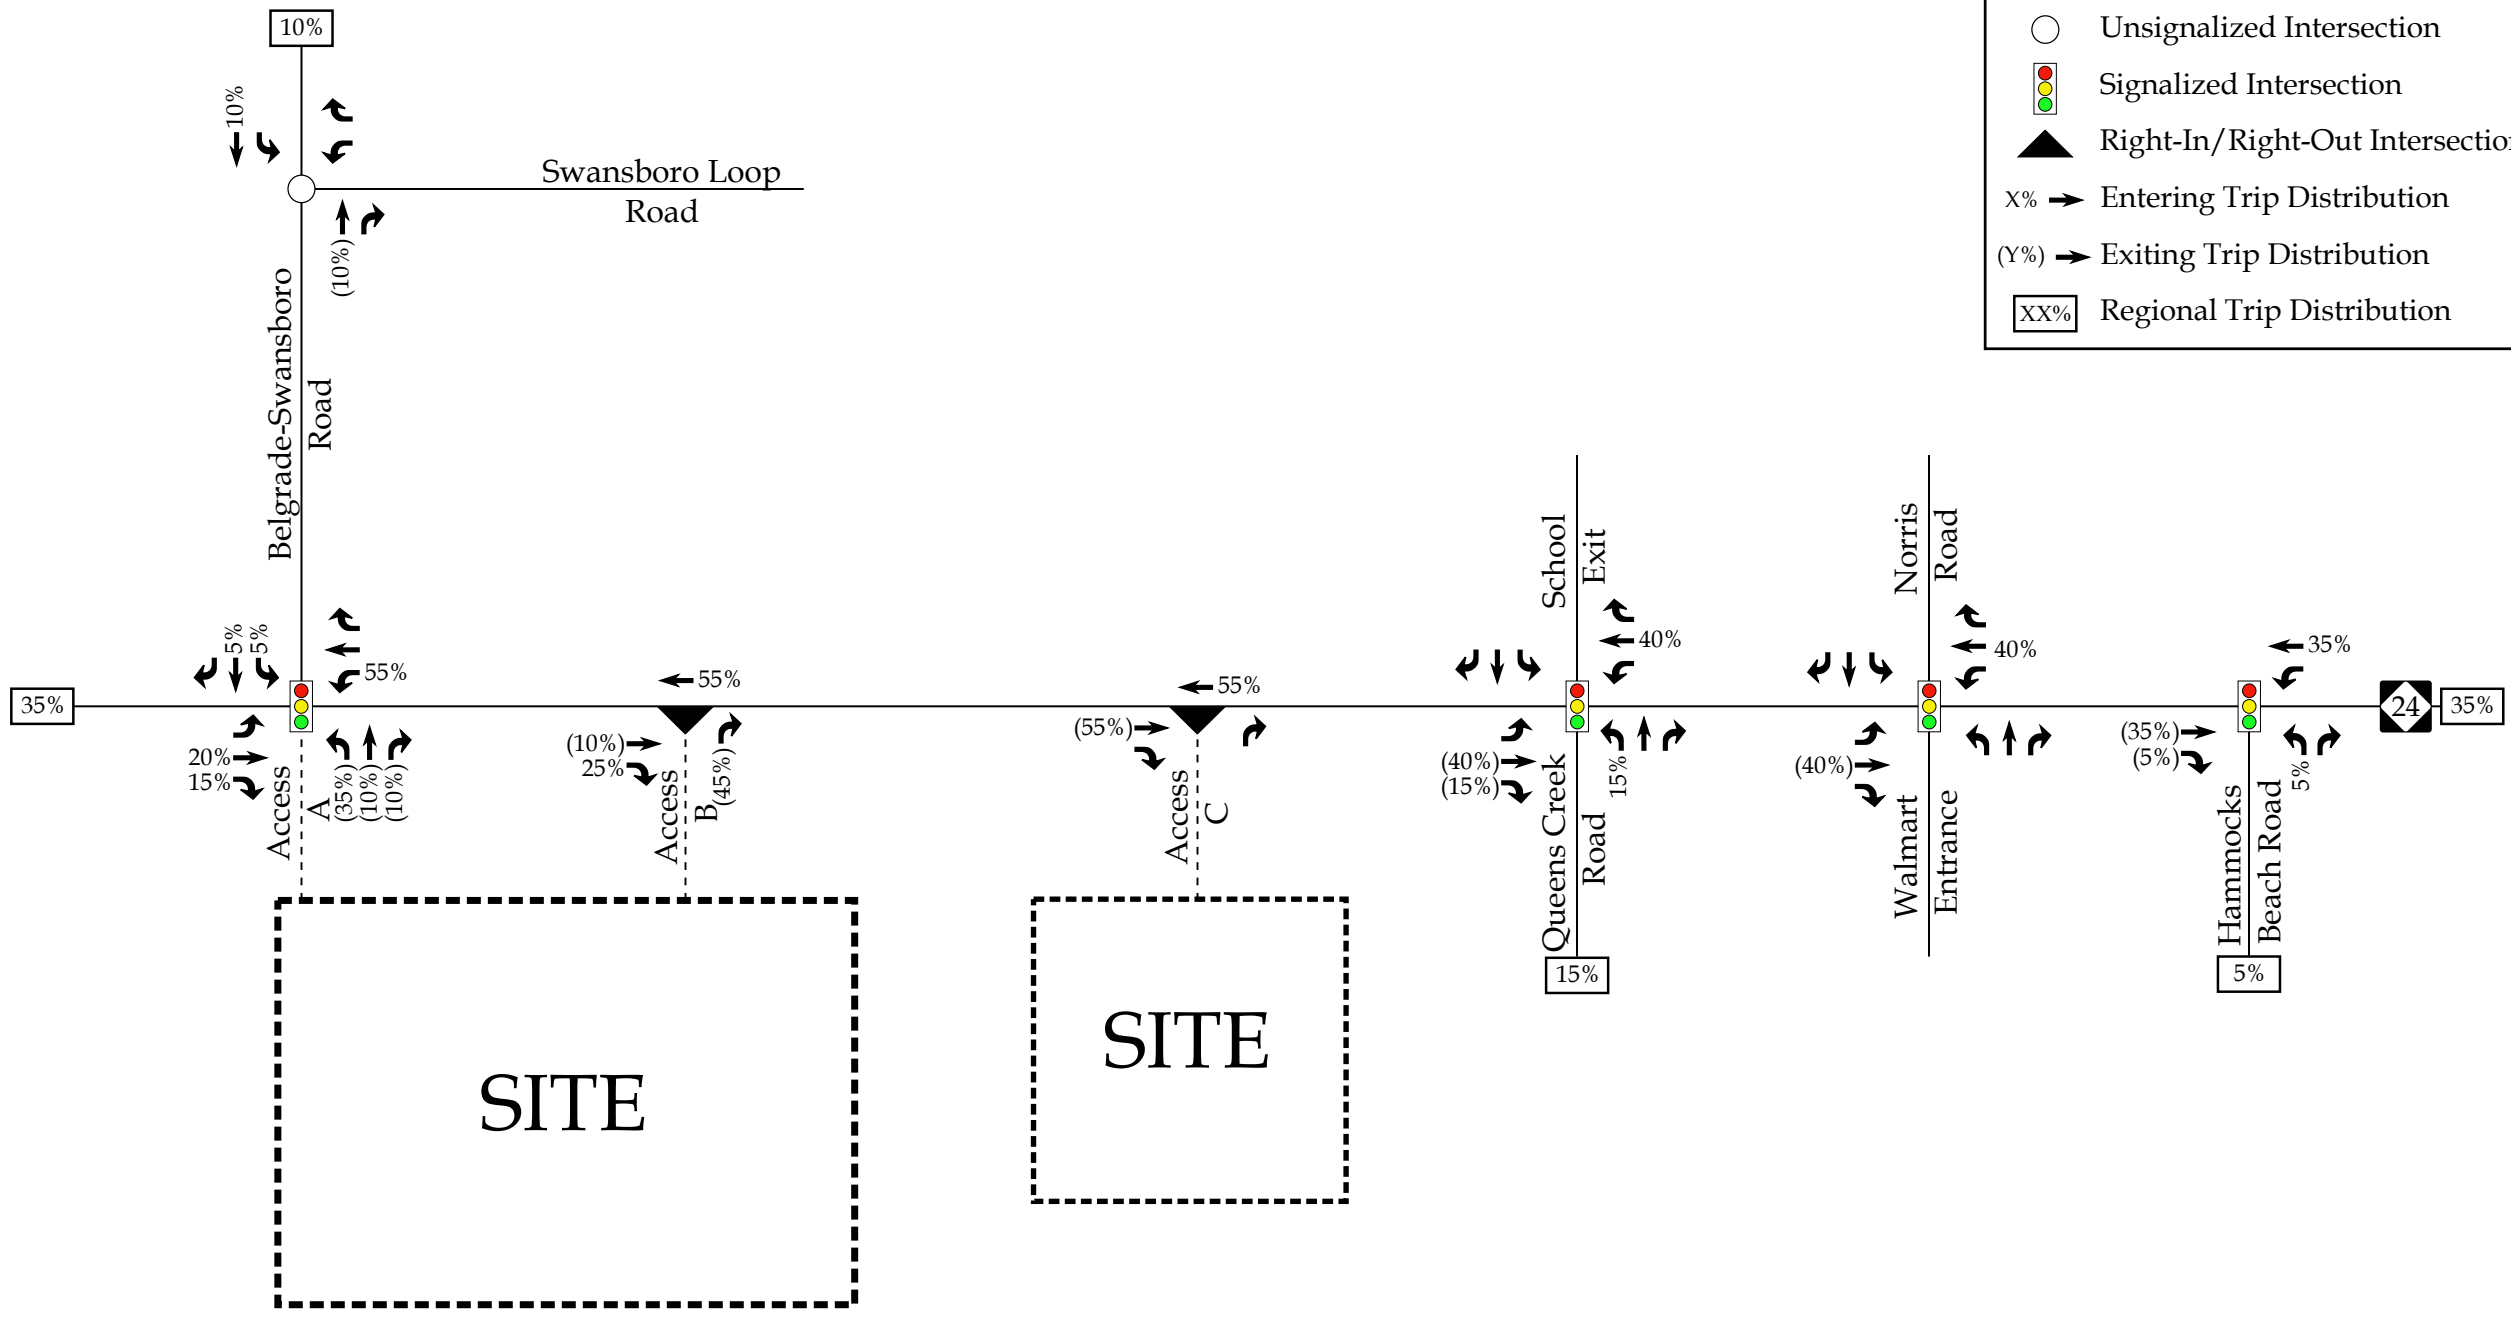 10%
Unsignalized Intersection
Signalized Intersection
Right-In/Right-Out Intersection
X% Entering Trip Distribution
(Y%) Exiting Trip Distribution
XX% Regional Trip Distribution
10%
Swansboro Loop
Road
(10%)
Belgrade-Swansboro
Road
School
Exit
Norris
Road
5%
5%
55%
55%
55%
40%
40%
35%
35%
24
35%
20%
15%
Access
A
(35%)
(10%)
(10%)
(10%)
25%
Access
B
(45%)
(55%)
Access
C
(40%)
(15%)
15%
Queens Creek
Road
(40%)
Walmart
Entrance
(35%)
(5%)
5%
Hammocks
Beach Road
15%
5%
SITE
SITE